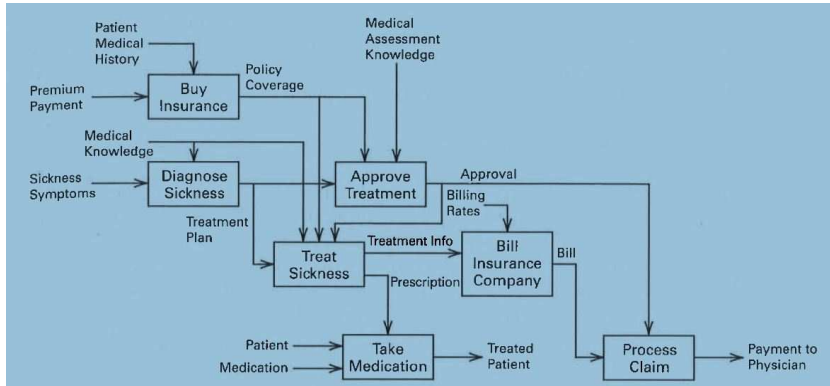 Patient
Medical
History
Medical
Assessment
Knowledge
Premium
Payment
Buy
Insurance
Policy
Coverage
Medical
Knowledge
Sickness
Symptoms
Diagnose
Sickness
Approve
Treatment
Approval
Billing
Rates
Treatment
Plan
Treat
Sickness
Treatment Info
Bill
Insurance
Company
Bill
Prescription
Patient
Medication
Take
Medication
Treated
Patient
Process
Claim
Payment to
Physician